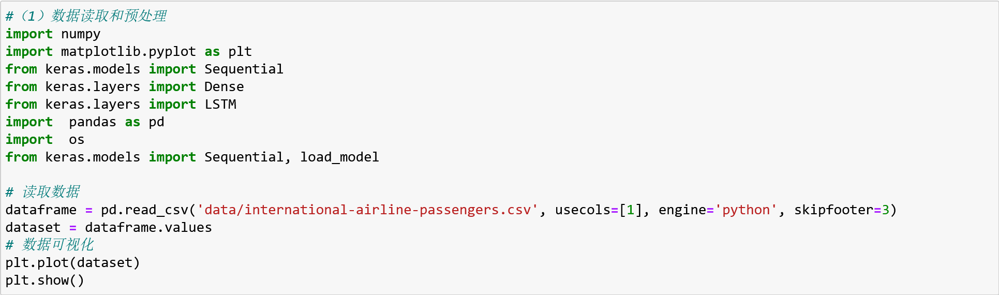 #（1）数据读取和预处理
import numpy
import matplotlib.pyplot as plt
from keras.models import Sequential
from keras.layers import Dense
from keras.layers import LSTM
import  pandas as pd
import  os
from keras.models import Sequential, load_model
# 读取数据
dataframe = pd.read_csv('data/international-airline-passengers.csv', usecols=[1], engine='python', skipfooter=3)
dataset = dataframe.values
# 数据可视化
plt.plot(dataset)
plt.show()